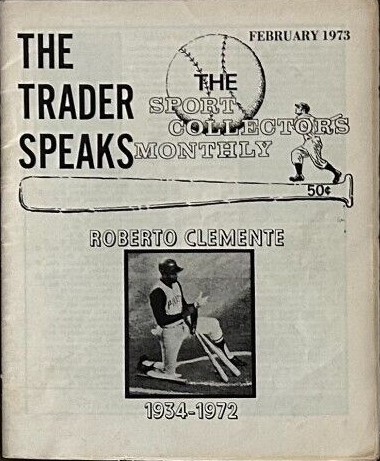 FEBRUARY 1973
THE
TRADER
SPEAKS
THE
SPORT
COLLECTORS
MONTHLY
50¢
ROBERTO CLEMENTE
1934-1972